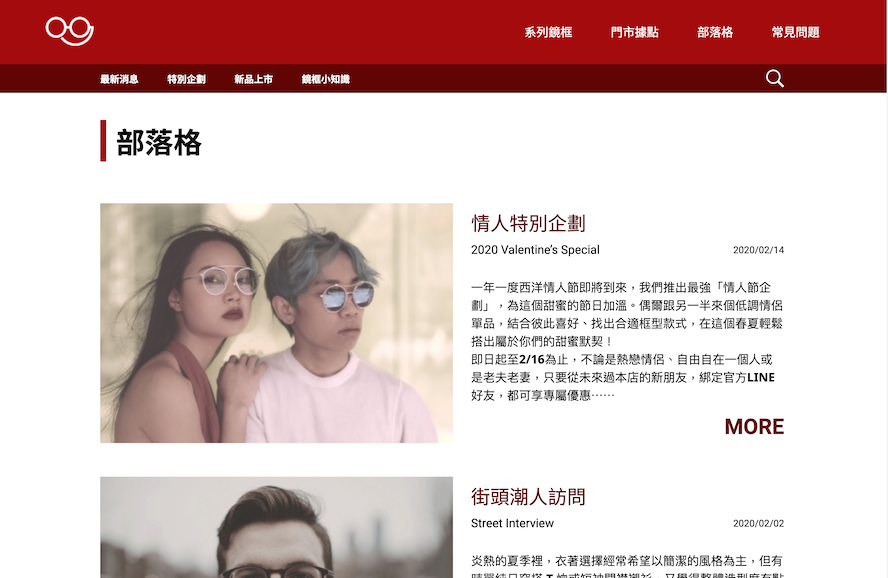 系列鏡框 門市據點 部落格 常見問題
最新消息 特別企劃 新品上市 鏡框小知識
部落格
情人特別企劃
2020 Valentine's Special 2020/02/14
一年一度西洋情人節即將到來，我們推出最強「情人節企
劃」，為這個甜蜜的節日加溫。偶爾跟另一半來個低調情侶
單品，結合彼此喜好、找出合適框型款式，在這個春夏輕鬆
搭出屬於你們的甜蜜默契！
即日起至2/16為止，不論是熱戀情侶、自由自在一個人或
是老夫老妻，只要從未來過本店的新朋友，綁定官方LINE
好友，都可享專屬優惠⋯⋯
MORE
街頭潮人訪問
Street Interview 2020/02/02
炎熱的夏季裡，衣著選擇經常希望以簡潔的風格為主，但有